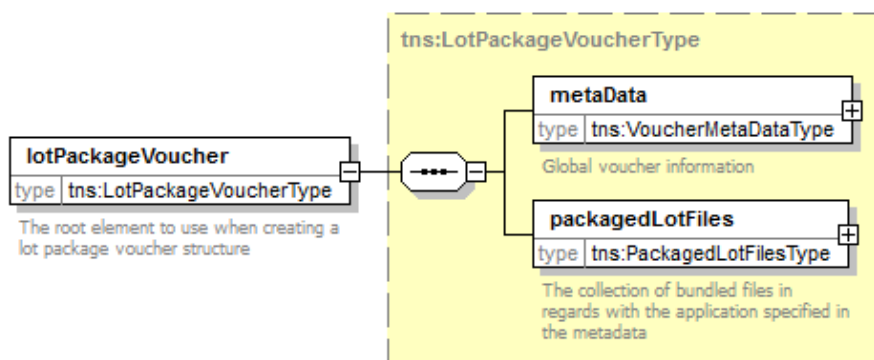 tns:LotPackageVoucherType
metaData
type tns:VoucherMetaDataType
Global voucher information
lotPackageVoucher
type tns:LotPackageVoucherType
The root element to use when creating a
lot package voucher structure
packagedLotFiles
type tns:PackagedLotFilesType
The collection of bundled files in
regards with the application specified in
the metadata